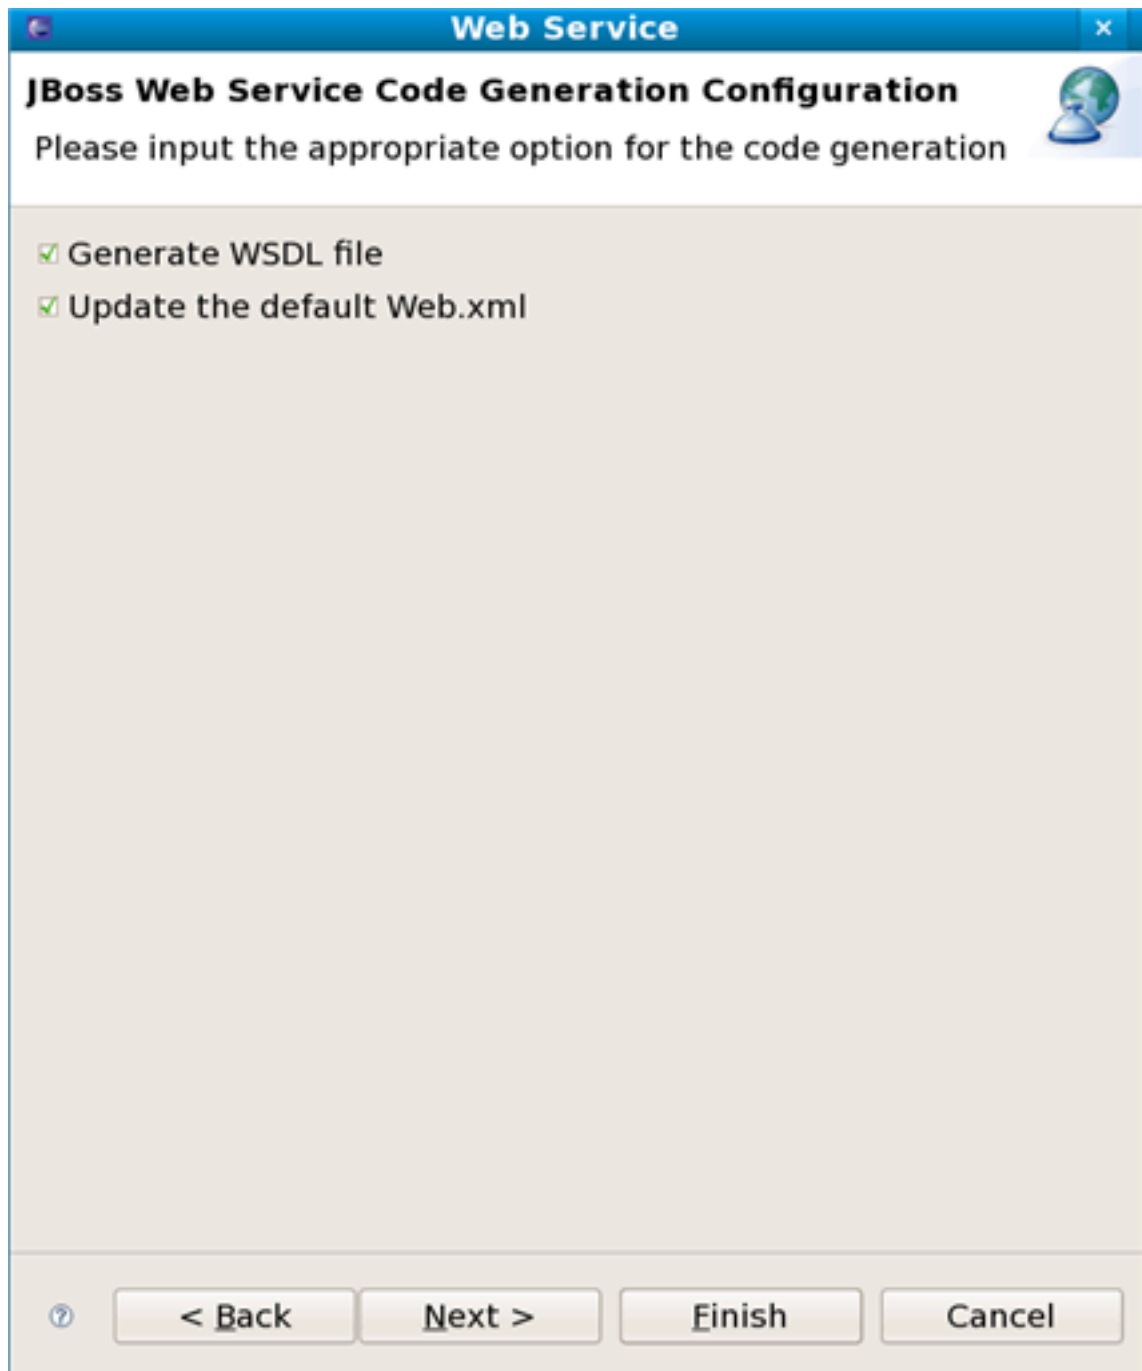 Web Service
JBoss Web Service Code Generation Configuration
Please input the appropriate option for the code generation
Generate WSDL file
Update the default Web.xml
< Back Next > Finish Cancel